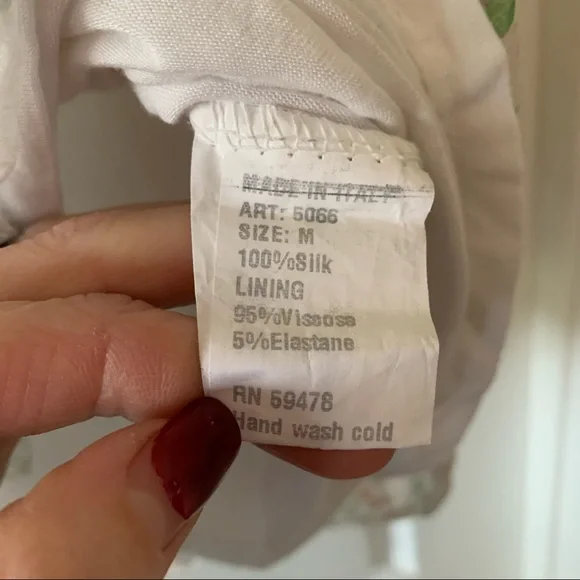 MADE IN ITALY
ART: 5066
SIZE: M
100%Silk
LINING
95%Viscose
5%Elastane
RN 59478
Hand wash cold